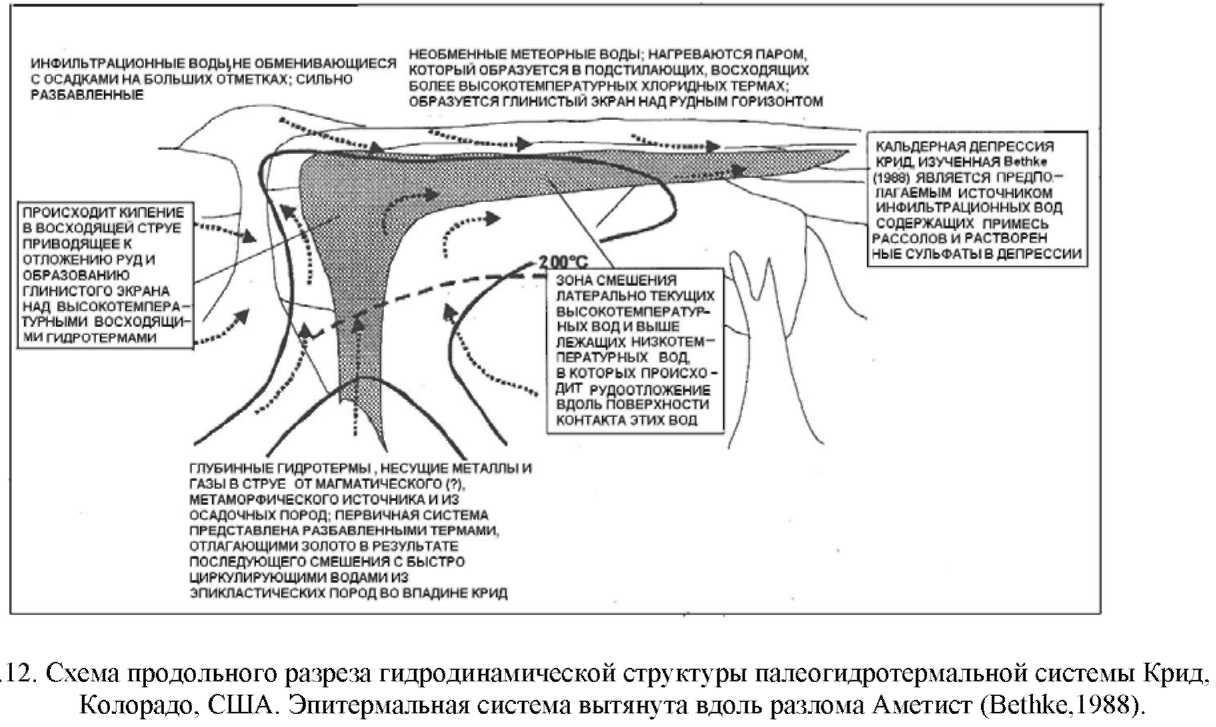 ИНФИЛЬТРАЦИОННЫЕ ВОДЫ,НЕ ОБМЕНИВАЮЩИЕСЯ
С ОСАДКАМИ НА БОЛЬШИХ ОТМЕТКАХ; СИЛЬНО
РАЗБАВЛЕННЫЕ
НЕОБМЕННЫЕ МЕТЕОРНЫЕ ВОДЫ; НАГРЕВАЮТСЯ ПАРОМ,
КОТОРЫЙ ОБРАЗУЕТСЯ В ПОДСТИЛАЮЩИХ, ВОСХОДЯЩИХ
БОЛЕЕ ВЫСОКОТЕМПЕРАТУРНЫХ ХЛОРИДНЫХ ТЕРМАХ;
ОБРАЗУЕТСЯ ГЛИНИСТЫЙ ЭКРАН НАД РУДНЫМ ГОРИЗОНТОМ
КАЛЬДЕРНАЯ ДЕПРЕССИЯ
КРИД, ИЗУЧЕННАЯ Bethke
(1988) ЯВЛЯЕТСЯ ПРЕДПО-
ЛАГАЕМЫМ ИСТОЧНИКОМ
ИНФИЛЬТРАЦИОННЫХ ВОД
СОДЕРЖАЩИХ ПРИМЕСЬ
РАССОЛОВ И РАСТВОРЕН
НЫЕ СУЛЬФАТЫ В ДЕПРЕССИИ
ПРОИСХОДИТ КИПЕНИЕ
В ВОСХОДЯЩЕЙ СТРУЕ
ПРИВОДЯЩЕЕ К
ОТЛОЖЕНИЮ РУД И
ОБРАЗОВАНИЮ
ГЛИНИСТОГО ЭКРАНА
НАД ВЫСОКОТЕМПЕРА-
ТУРНЫМИ ВОСХОДЯЩИ-
МИ ГИДРОТЕРМАМИ
200°С
ЗОНА СМЕШЕНИЯ
ЛАТЕРАЛЬНО ТЕКУЩИХ
ВЫСОКОТЕМПЕРАТУР-
НЫХ ВОД И ВЫШЕ
ЛЕЖАЩИХ НИЗКОТЕМ-
ПЕРАТУРНЫХ ВОД,
В КОТОРЫХ ПРОИСХО-
ДИТ РУДООТЛОЖЕНИЕ
ВДОЛЬ ПОВЕРХНОСТИ
КОНТАКТА ЭТИХ ВОД
ГЛУБИННЫЕ ГИДРОТЕРМЫ, НЕСУЩИЕ МЕТАЛЛЫ И
ГАЗЫ В СТРУЕ ОТ МАГМАТИЧЕСКОГО (?),
МЕТАМОРФИЧЕСКОГО ИСТОЧНИКА И ИЗ
ОСАДОЧНЫХ ПОРОД; ПЕРВИЧНАЯ СИСТЕМА
ПРЕДСТАВЛЕНА РАЗБАВЛЕННЫМИ ТЕРМАМИ,
ОТЛАГАЮЩИМИ ЗОЛОТО В РЕЗУЛЬТАТЕ
ПОСЛЕДУЮЩЕГО СМЕШЕНИЯ С БЫСТРО
ЦИРКУЛИРУЮЩИМИ ВОДАМИ ИЗ
ЭПИКЛАСТИЧЕСКИХ ПОРОД ВО ВПАДИНЕ КРИД
.12. Схема продольного разреза гидродинамической структуры палеогидротермальной системы Крид,
Колорадо, США. Эпитермальная система вытянута вдоль разлома Аметист (Bethke,1988).